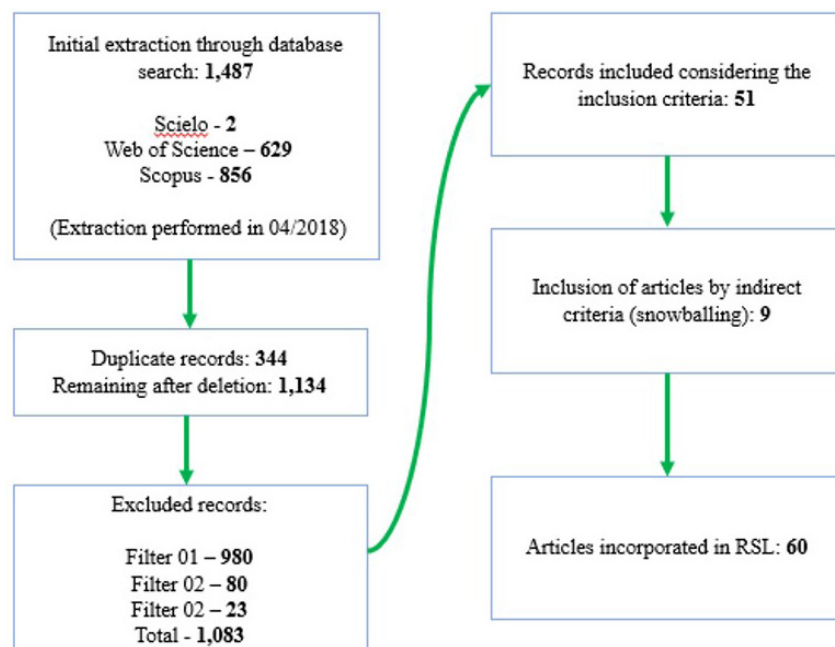 Initial extraction through database
search: 1,487
Scielo - 2
Web of Science – 629
Scopus - 856
(Extraction performed in 04/2018)
Duplicate records: 344
Remaining after deletion: 1,134
Excluded records:
Filter 01 – 980
Filter 02 – 80
Filter 02 – 23
Total - 1,083
Records included considering the
inclusion criteria: 51
Inclusion of articles by indirect
criteria (snowballing): 9
Articles incorporated in RSL: 60